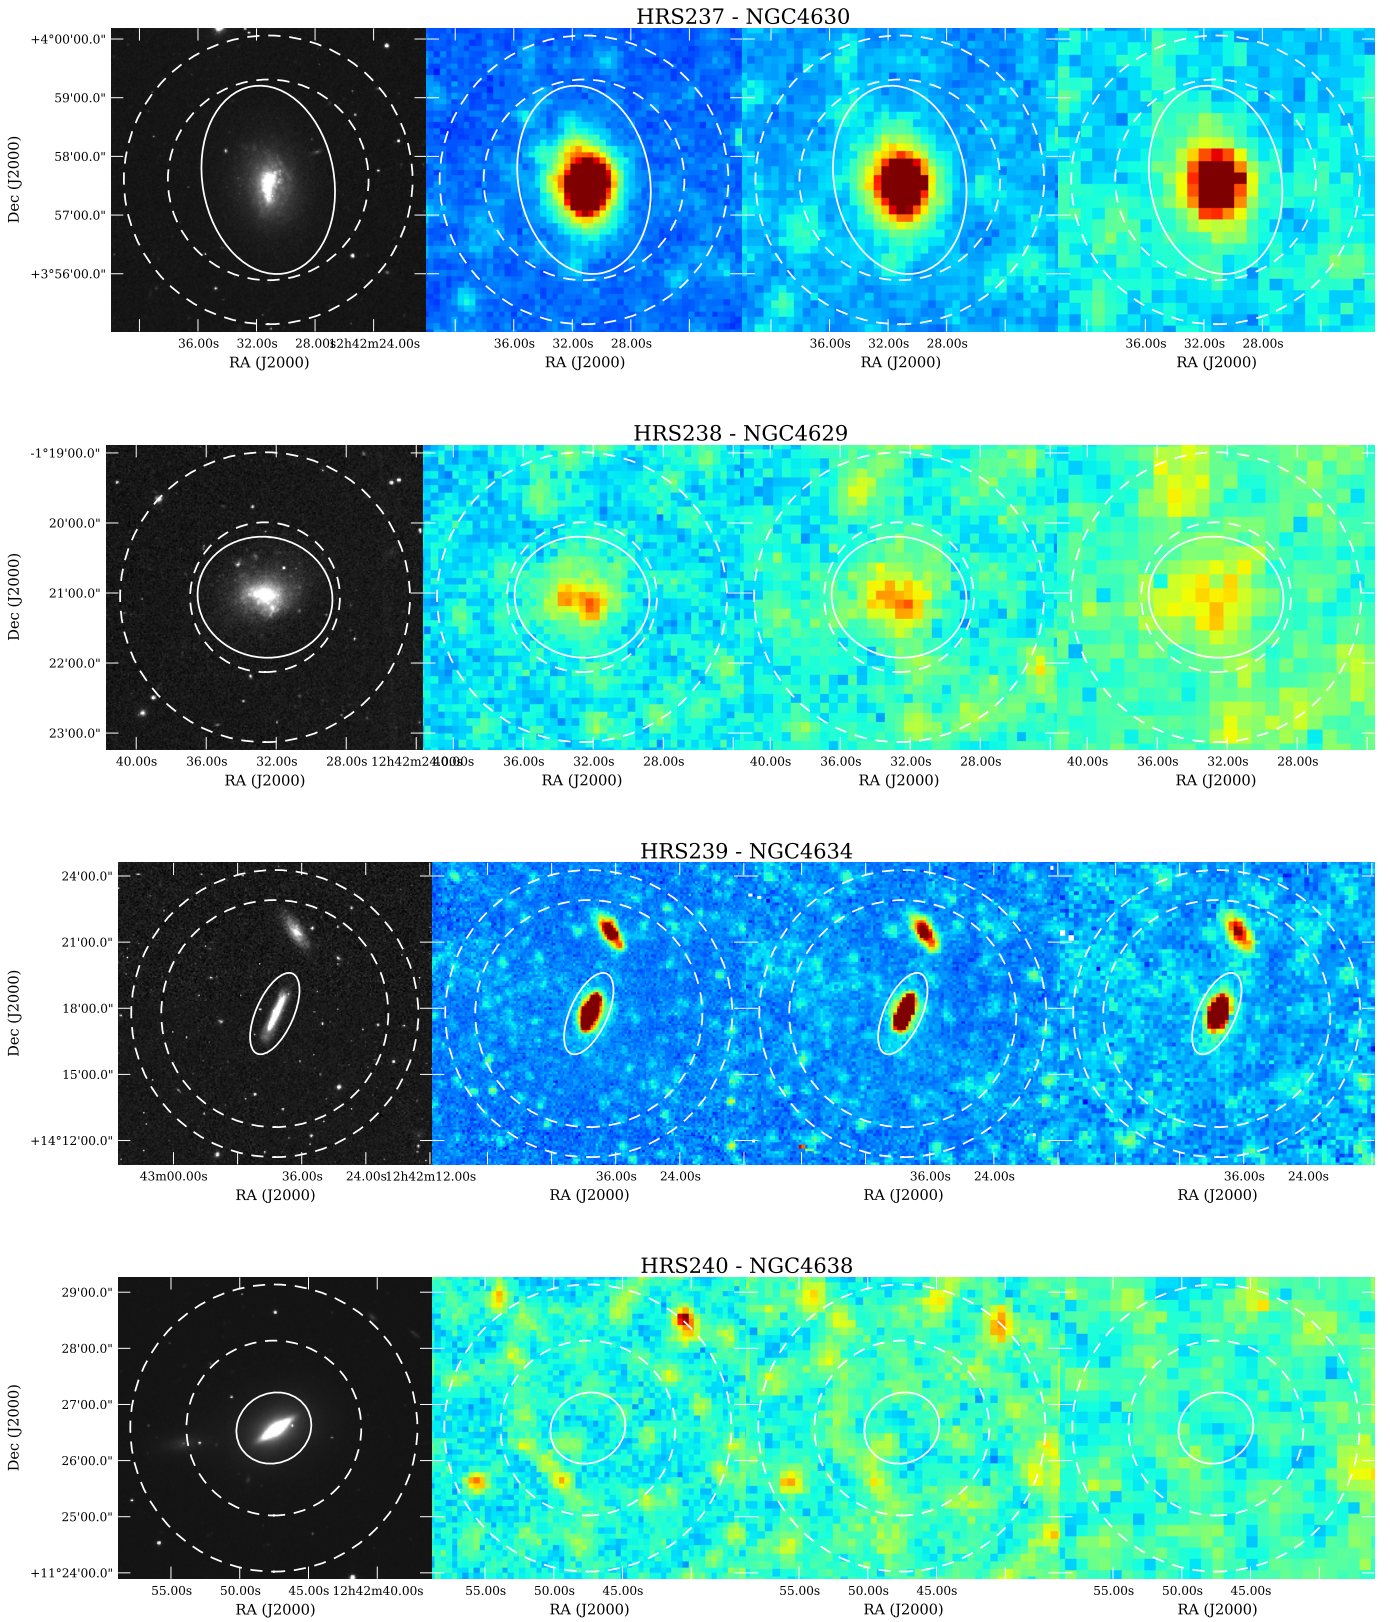 HRS237 - NGC4630
+4°00'00.0"
59'00.0"
58'00.0"
57'00.0"
+3°56'00.0"
Dec (J2000)
36.00s 32.00s 28.00s 12h42m24.00s 36.00s 32.00s 28.00s 36.00s 32.00s 28.00s 36.00s 32.00s 28.00s
RA (J2000) RA (J2000) RA (J2000) RA (J2000)
HRS238 - NGC4629
-1°19'00.0"
20'00.0"
21'00.0"
22'00.0"
23'00.0"
Dec (J2000)
40.00s 36.00s 32.00s 28.00s 12h42m24.00s 40.00s 36.00s 32.00s 28.00s 40.00s 36.00s 32.00s 28.00s 40.00s 36.00s 32.00s 28.00s
RA (J2000) RA (J2000) RA (J2000) RA (J2000)
HRS239 - NGC4634
24'00.0"
21'00.0"
18'00.0"
15'00.0"
+14°12'00.0"
Dec (J2000)
43m00.00s 36.00s 24.00s 12h42m12.00s 36.00s 24.00s 36.00s 24.00s 36.00s 24.00s
RA (J2000) RA (J2000) RA (J2000) RA (J2000)
HRS240 - NGC4638
29'00.0"
28'00.0"
27'00.0"
26'00.0"
25'00.0"
+11°24'00.0"
Dec (J2000)
55.00s 50.00s 45.00s 12h42m40.00s 55.00s 50.00s 45.00s 55.00s 50.00s 45.00s 55.00s 50.00s 45.00s
RA (J2000) RA (J2000) RA (J2000) RA (J2000)